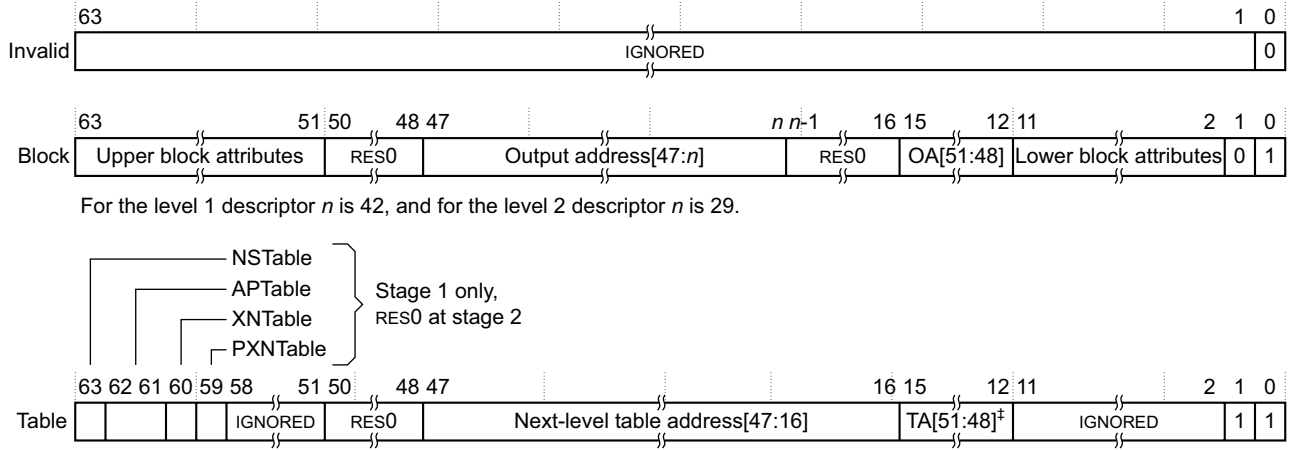 63 1 0
Invalid IGNORED 0
63 51 50 48 47 n n-1 16 15 12 11 2 1 0
Block Upper block attributes RES0 Output address[47:n] RES0 OA[51:48] Lower block attributes 0 1
For the level 1 descriptor n is 42, and for the level 2 descriptor n is 29.
NSTable
APTable
XNTable
PXNTable
Stage 1 only,
RES0 at stage 2
63 62 61 60 59 58 51 50 48 47 16 15 12 11 2 1 0
Table IGNORED RES0 Next-level table address[47:16] TA[51:48]‡ IGNORED 1 1